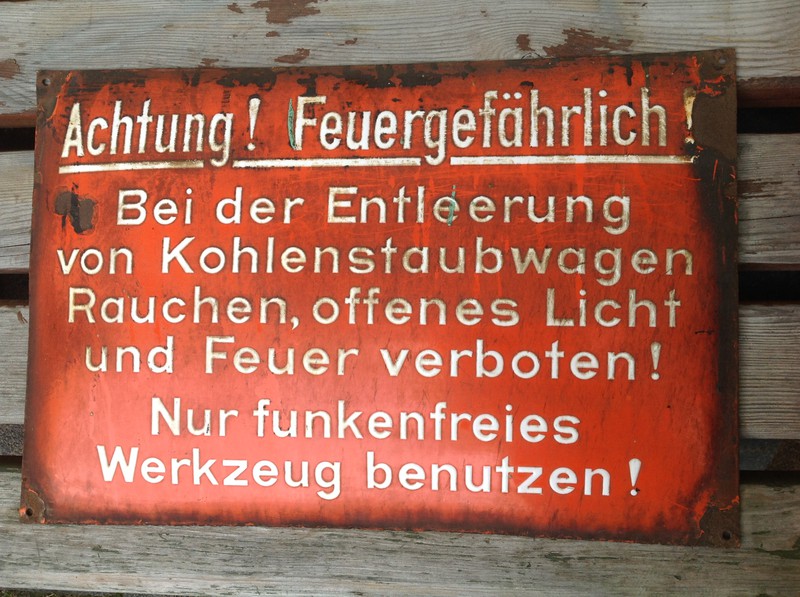 Achtung! Feuergefährlich!
Bei der Entleerung
von Kohlenstaubwagen
Rauchen, offenes Licht
und Feuer verboten!
Nur funkenfreies
Werkzeug benutzen!